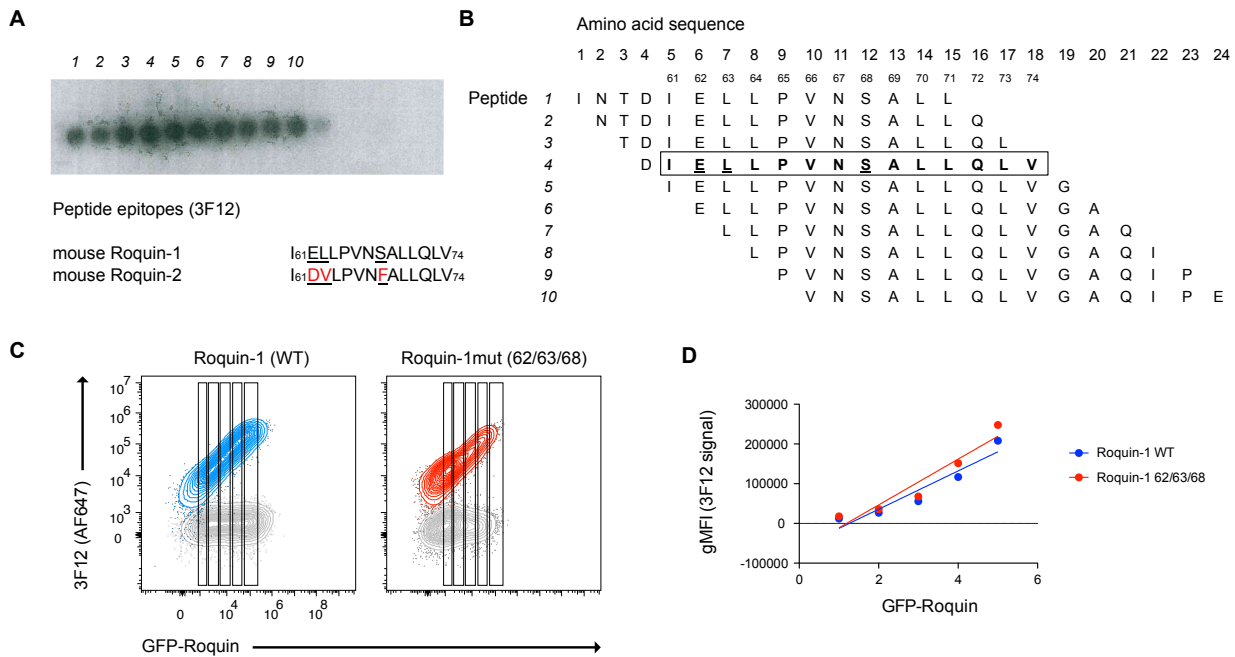 A
1 2 3 4 5 6 7 8 9 10
Peptide epitopes (3F12)
mouse Roquin-1 I61ELLPVNSALLQLV74
mouse Roquin-2 I61DVLPVNFALLQLV74
B
Amino acid sequence
1 2 3 4 5 6 7 8 9 10 11 12 13 14 15 16 17 18 19 20 21 22 23 24
61 62 63 64 65 66 67 68 69 70 71 72 73 74
Peptide 1 I N T D I E L L P V N S A L L
2 N T D I E L L P V N S A L L Q
3 T D I E L L P V N S A L L Q L
4 D I E L L P V N S A L L Q L V
5 I E L L P V N S A L L Q L V G
6 E L L P V N S A L L Q L V G A
7 L L P V N S A L L Q L V G A Q
8 L P V N S A L L Q L V G A Q I
9 P V N S A L L Q L V G A Q I P
10 V N S A L L Q L V G A Q I P E
C
Roquin-1 (WT)
Roquin-1mut (62/63/68)
3F12 (AF647)
10^7
10^6
10^5
10^4
10^3
0
0 10^4 10^6 10^8
GFP-Roquin
D
gMFI (3F12 signal)
300000
200000
100000
0
-100000
0 2 4 6
GFP-Roquin
Roquin-1 WT
Roquin-1 62/63/68